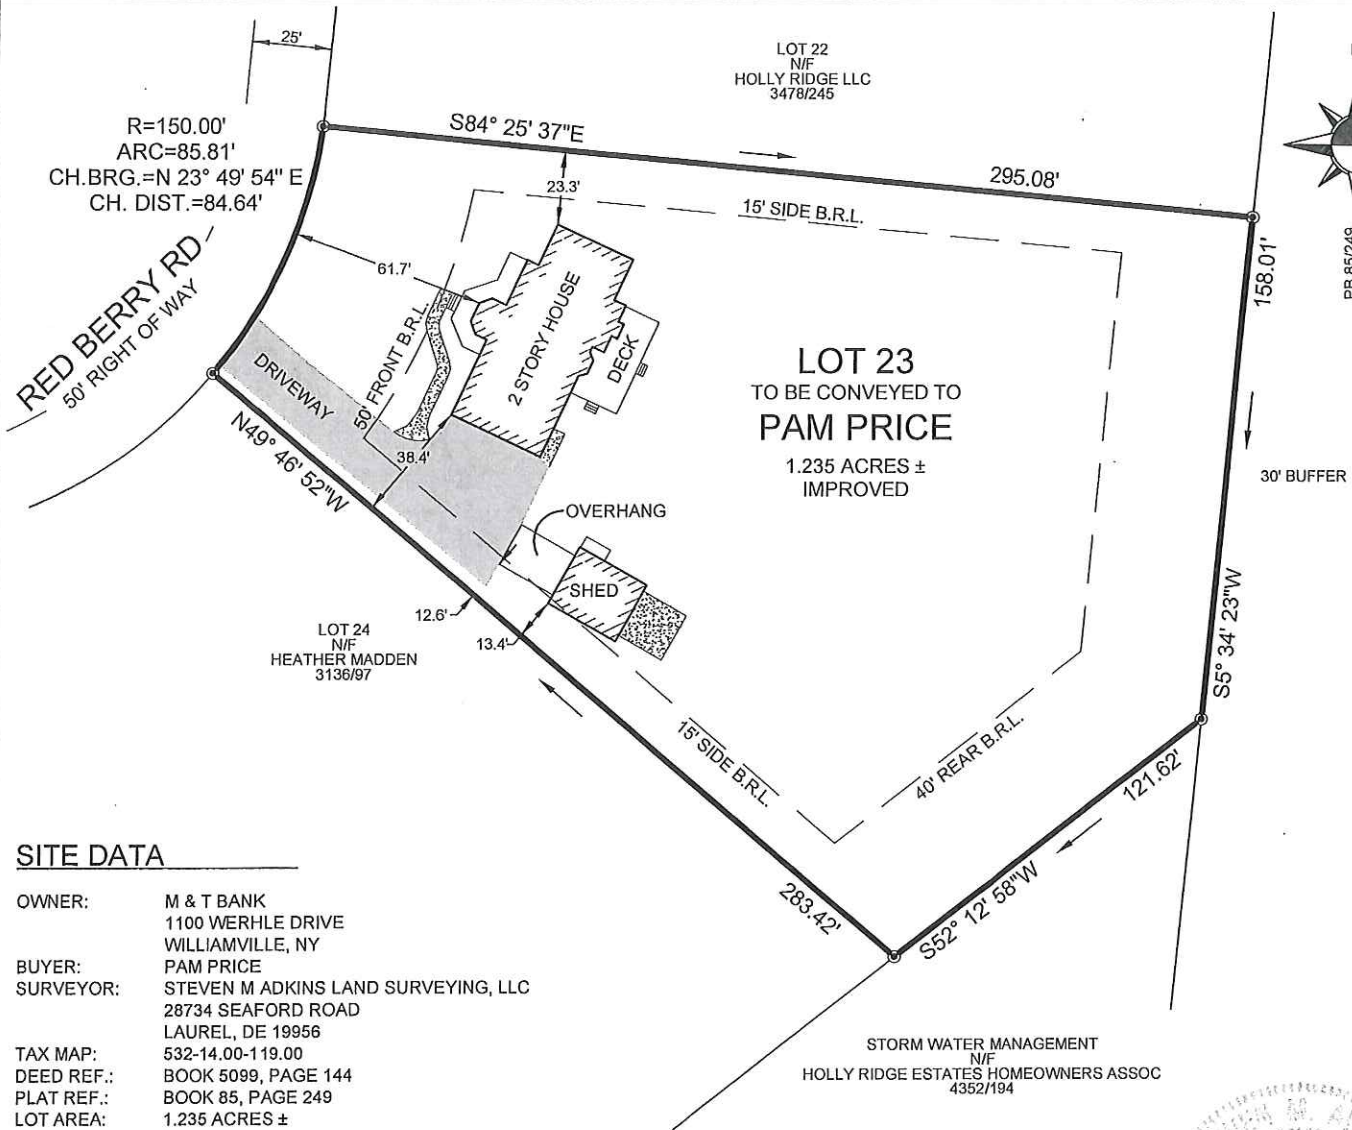 25'
LOT 22
N/F
HOLLY RIDGE LLC
3478/245
R=150.00'
ARC=85.81'
CH.BRG.=N 23° 49' 54" E
CH. DIST.=84.64'
S84° 25' 37"E
295.08'
23.3'
15' SIDE B.R.L.
RED BERRY RD
50' RIGHT OF WAY
61.7'
50' FRONT B.R.L.
2 STORY HOUSE
DECK
DRIVEWAY
158.01'
PB 85/249
LOT 23
TO BE CONVEYED TO
PAM PRICE
1.235 ACRES ±
IMPROVED
N49° 46' 52"W
38.4'
30' BUFFER
OVERHANG
SHED
12.6'
13.4'
S5° 34' 23"W
LOT 24
N/F
HEATHER MADDEN
3136/97
15' SIDE B.R.L.
40' REAR B.R.L.
121.62'
283.42'
S52° 12' 58"W
SITE DATA
OWNER: M & T BANK
1100 WERHLE DRIVE
WILLIAMVILLE, NY
BUYER: PAM PRICE
SURVEYOR: STEVEN M ADKINS LAND SURVEYING, LLC
28734 SEAFORD ROAD
LAUREL, DE 19956
TAX MAP: 532-14.00-119.00
DEED REF.: BOOK 5099, PAGE 144
PLAT REF.: BOOK 85, PAGE 249
LOT AREA: 1.235 ACRES ±
STORM WATER MANAGEMENT
N/F
HOLLY RIDGE ESTATES HOMEOWNERS ASSOC
4352/194